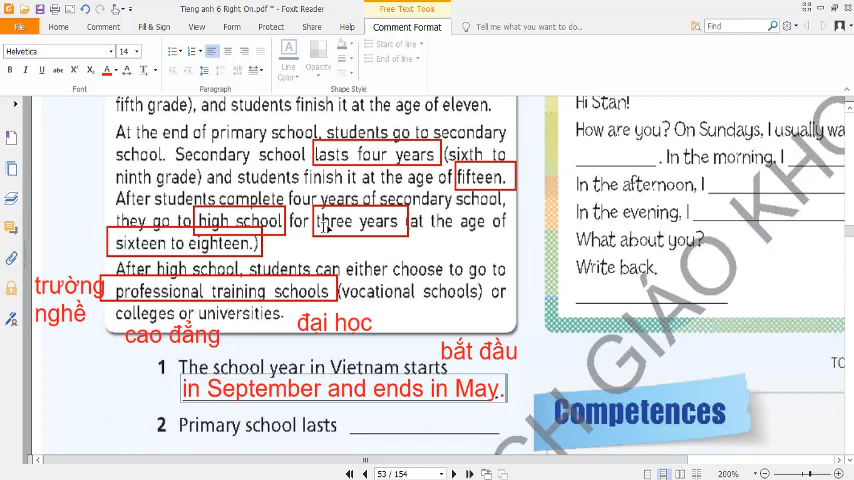 Tieng anh 6 Right On.pdf - Foxit Reader
Free Text Tools
File
Home
Comment
Fill & Sign
View
Form
Protect
Share
Help
Comment Format
Tell me what you want to do...
Find
Helvetica
14
Line Color
Opacity
Start of line
End of line
Font
Paragraph
Shape Style
fifth grade), and students finish it at the age of eleven.
At the end of primary school, students go to secondary
school. Secondary school lasts four years (sixth to
ninth grade) and students finish it at the age of fifteen.
After students complete four years of secondary school,
they go to high school for three years (at the age of
sixteen to eighteen.)
After high school, students can either choose to go to
professional training schools (vocational schools) or
colleges or universities.
trường
nghề
cao đẳng
đại học
bắt đầu
1 The school year in Vietnam starts
in September and ends in May.
2 Primary school lasts
Hi Stan!
How are you? On Sundays, I usually wa
. In the morning, I
In the afternoon, I
In the evening, I
What about you?
Write back.
CH GIÁO KHO
TO
Competences
53 / 154
200%